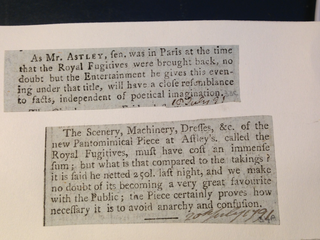 As Mr. ASTLEY, sen. was in Paris at the time
that the Royal Fugitives were brought back, no
doubt but the Entertainment he gives this even-
ing under that title, will have a close resemblance
to facts, independent of poetical imagination.
The Scenery, Machinery, Dresses, &c. of the
new Pantomimical Piece at Astley's, called the
Royal Fugitives, must have cost an immense
sum; but what is that compared to the takings?
it is said he netted 250l. last night, and we make
no doubt of its becoming a very great favourite
with the Public; the Piece certainly proves how
necessary it is to avoid anarchy and confusion.